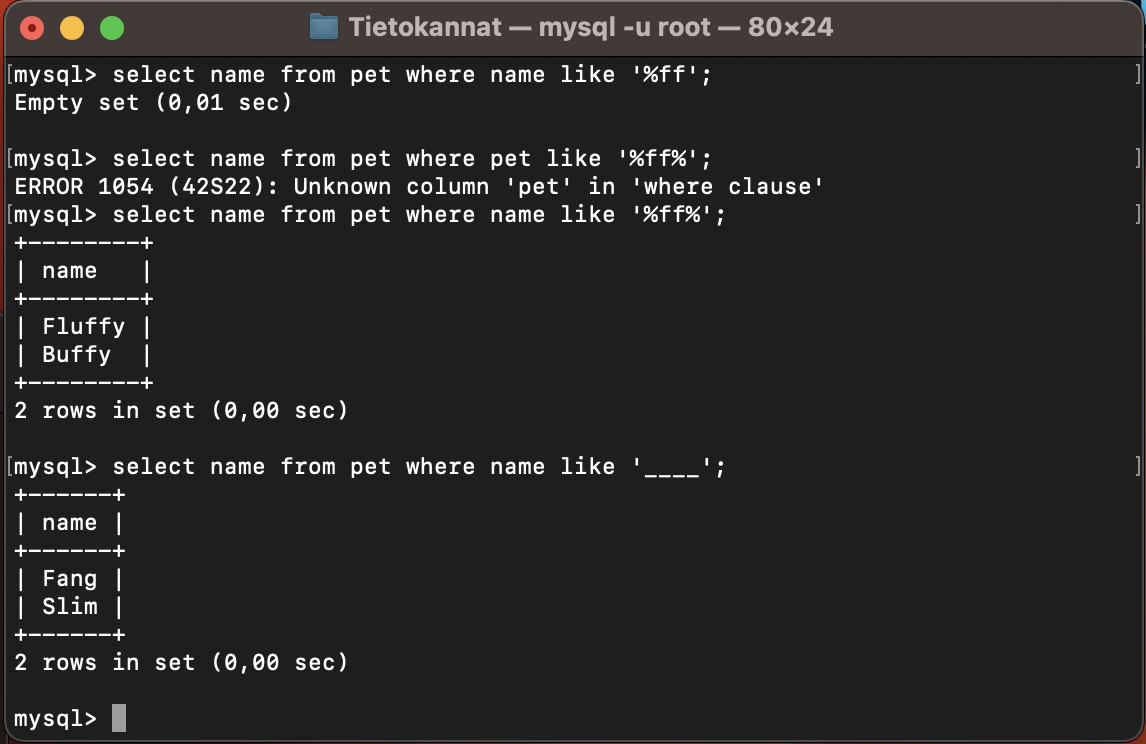 Tietokannat — mysql -u root — 80×24
[mysql> select name from pet where name like '%ff'; ]
Empty set (0,01 sec)
[mysql> select name from pet where pet like '%ff%'; ]
ERROR 1054 (42S22): Unknown column 'pet' in 'where clause'
[mysql> select name from pet where name like '%ff%'; ]
+--------+
| name   |
+--------+
| Fluffy |
| Buffy  |
+--------+
2 rows in set (0,00 sec)
[mysql> select name from pet where name like '____'; ]
+------+
| name |
+------+
| Fang |
| Slim |
+------+
2 rows in set (0,00 sec)
mysql>